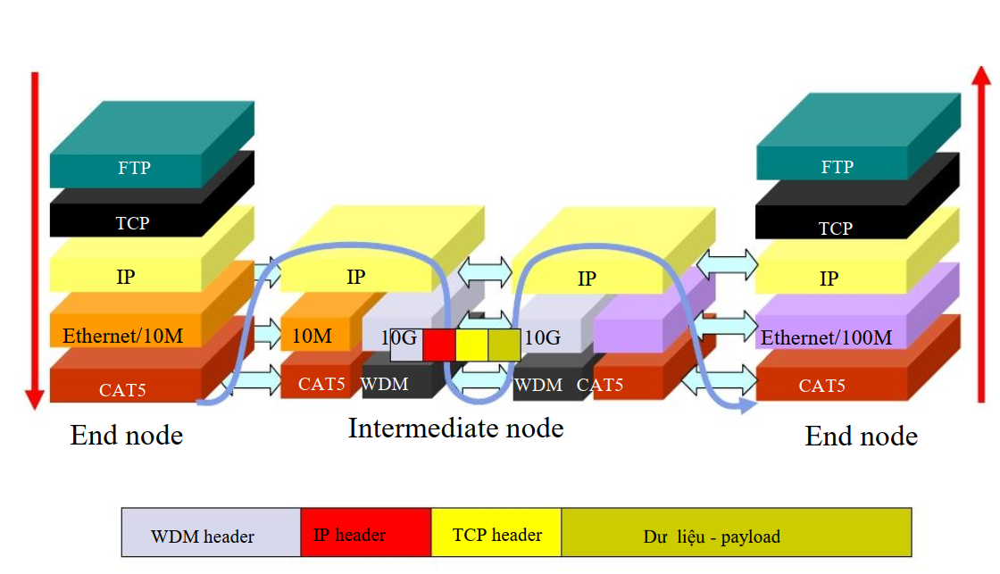 FTP
TCP
IP
Ethernet/10M
CAT5
End node
IP
10M
10G
CAT5
WDM
Intermediate node
IP
10G
WDM
CAT5
FTP
TCP
IP
Ethernet/100M
CAT5
End node
WDM header
IP header
TCP header
Dư liệu - payload